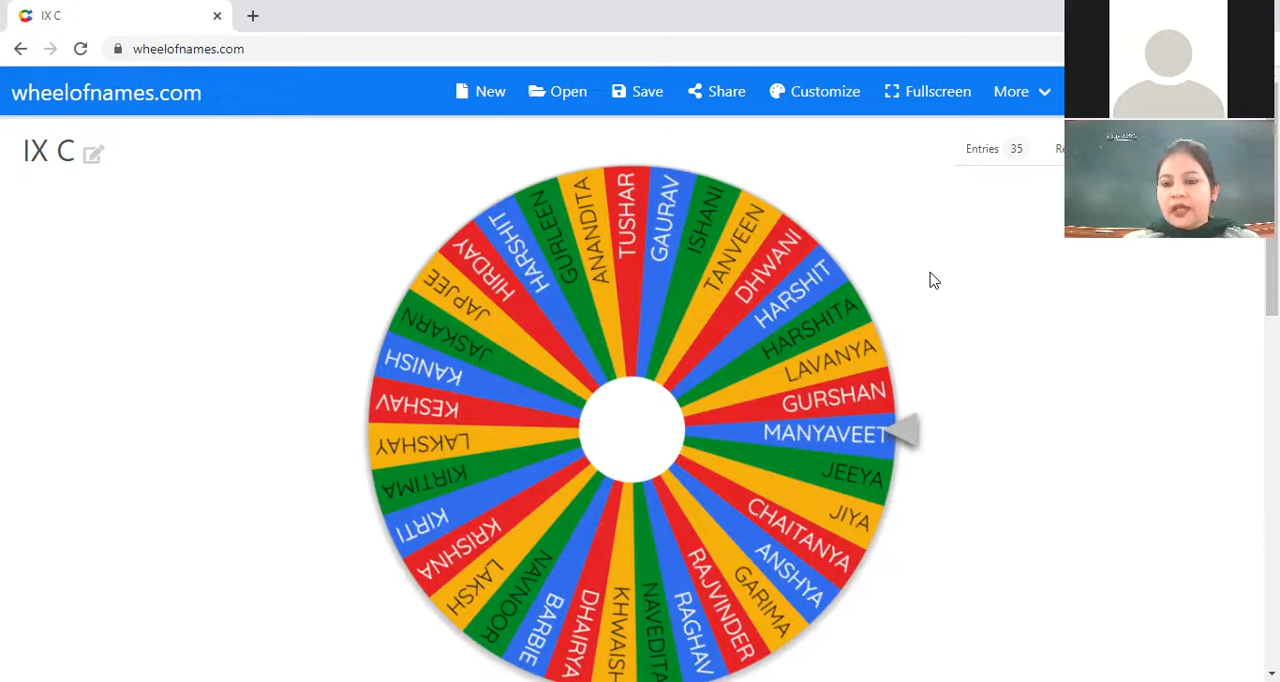 IX C
wheelofnames.com
wheelofnames.com
New
Open
Save
Share
Customize
Fullscreen
More
IX C
Entries 35
Re
TUSHAR
GAURAV
ISHANI
TANVEEN
DHWANI
HARSHIT
HARSHITA
LAVANYA
GURSHAN
MANYAVEET
JEEYA
JIYA
CHAITANYA
ANSHYA
GARIMA
RAJVINDER
RAGHAV
NAVEDITA
KHWAISH
DHAIRYA
BARBIE
NAVNOOR
LAKSH
KRISHNA
KIRTI
KIRTIMA
LAKSHAY
KESHAV
KANISH
JASKARN
JAPJEE
HIRDAY
HARSHIT
GURLEEN
ANANDITA